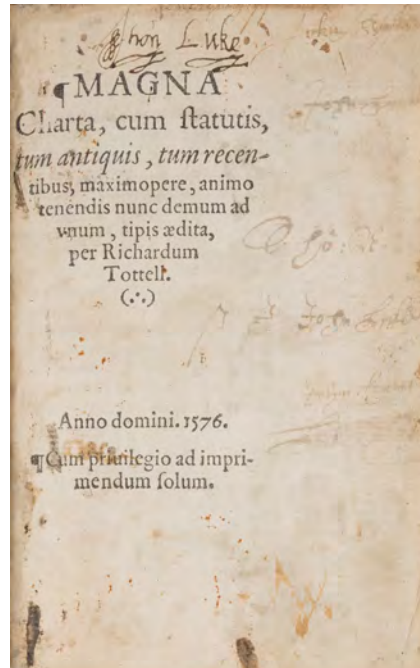 Luke
¶MAGNA
Charta, cum ſtatutis,
tum antiquis, tum recen-
tibus, maximopere, animo
tenendis nunc demum ad
vnum, tipis ædita,
per Richardum
Tottell.
(∴)
John
Anno domini. 1576.
¶Cum priuilegio ad impri-
mendum ſolum.